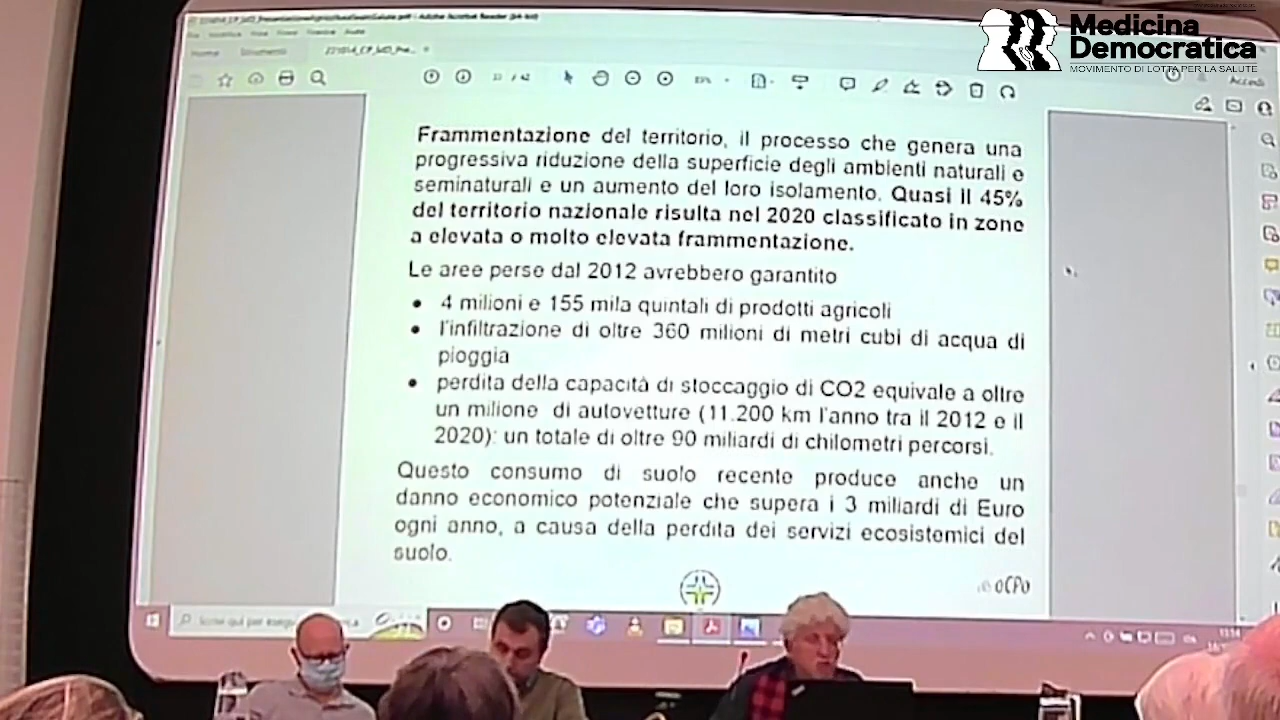 Adobe Acrobat Reader
Medicina
Democratica
MOVIMENTO DI LOTTA PER LA SALUTE
Accedi
Frammentazione del territorio, il processo che genera una
progressiva riduzione della superficie degli ambienti naturali e
seminaturali e un aumento del loro isolamento. Quasi il 45%
del territorio nazionale risulta nel 2020 classificato in zone
a elevata o molto elevata frammentazione.
Le aree perse dal 2012 avrebbero garantito
• 4 milioni e 155 mila quintali di prodotti agricoli
• l'infiltrazione di oltre 360 milioni di metri cubi di acqua di
pioggia
• perdita della capacità di stoccaggio di CO2 equivale a oltre
un milione di autovetture (11.200 km l'anno tra il 2012 e il
2020): un totale di oltre 90 miliardi di chilometri percorsi.
Questo consumo di suolo recente produce anche un
danno economico potenziale che supera i 3 miliardi di Euro
ogni anno, a causa della perdita dei servizi ecosistemici del
suolo.